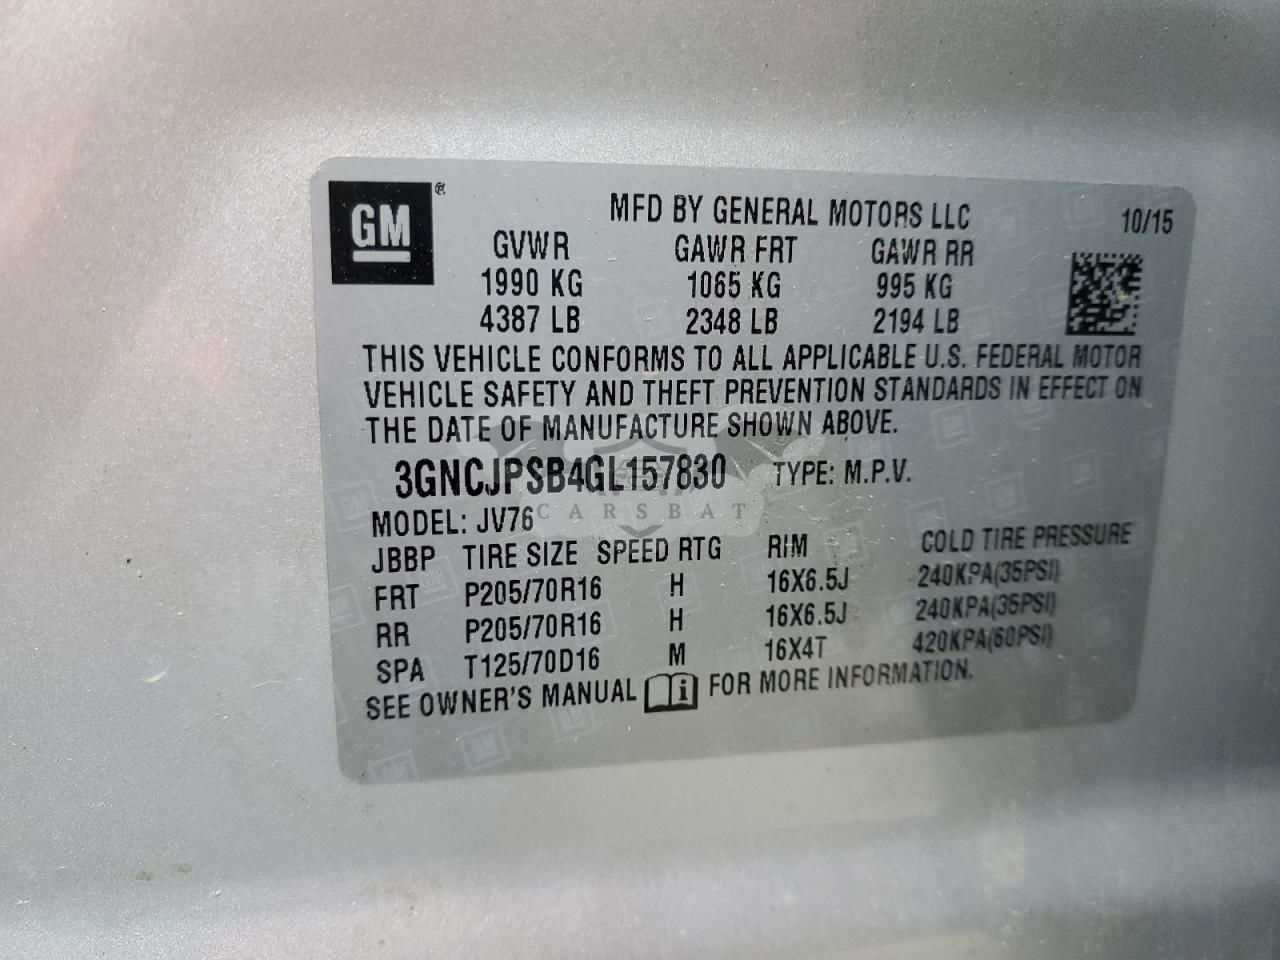 GM
MFD BY GENERAL MOTORS LLC 10/15
GVWR GAWR FRT GAWR RR
1990 KG 1065 KG 995 KG
4387 LB 2348 LB 2194 LB
THIS VEHICLE CONFORMS TO ALL APPLICABLE U.S. FEDERAL MOTOR
VEHICLE SAFETY AND THEFT PREVENTION STANDARDS IN EFFECT ON
THE DATE OF MANUFACTURE SHOWN ABOVE.
3GNCJPSB4GL157830 TYPE: M.P.V.
CARSBAT
MODEL: JV76
JBBP TIRE SIZE SPEED RTG RIM COLD TIRE PRESSURE
FRT P205/70R16 H 16X6.5J 240KPA(35PSI)
RR P205/70R16 H 16X6.5J 240KPA(35PSI)
SPA T125/70D16 M 16X4T 420KPA(60PSI)
SEE OWNER'S MANUAL i FOR MORE INFORMATION.